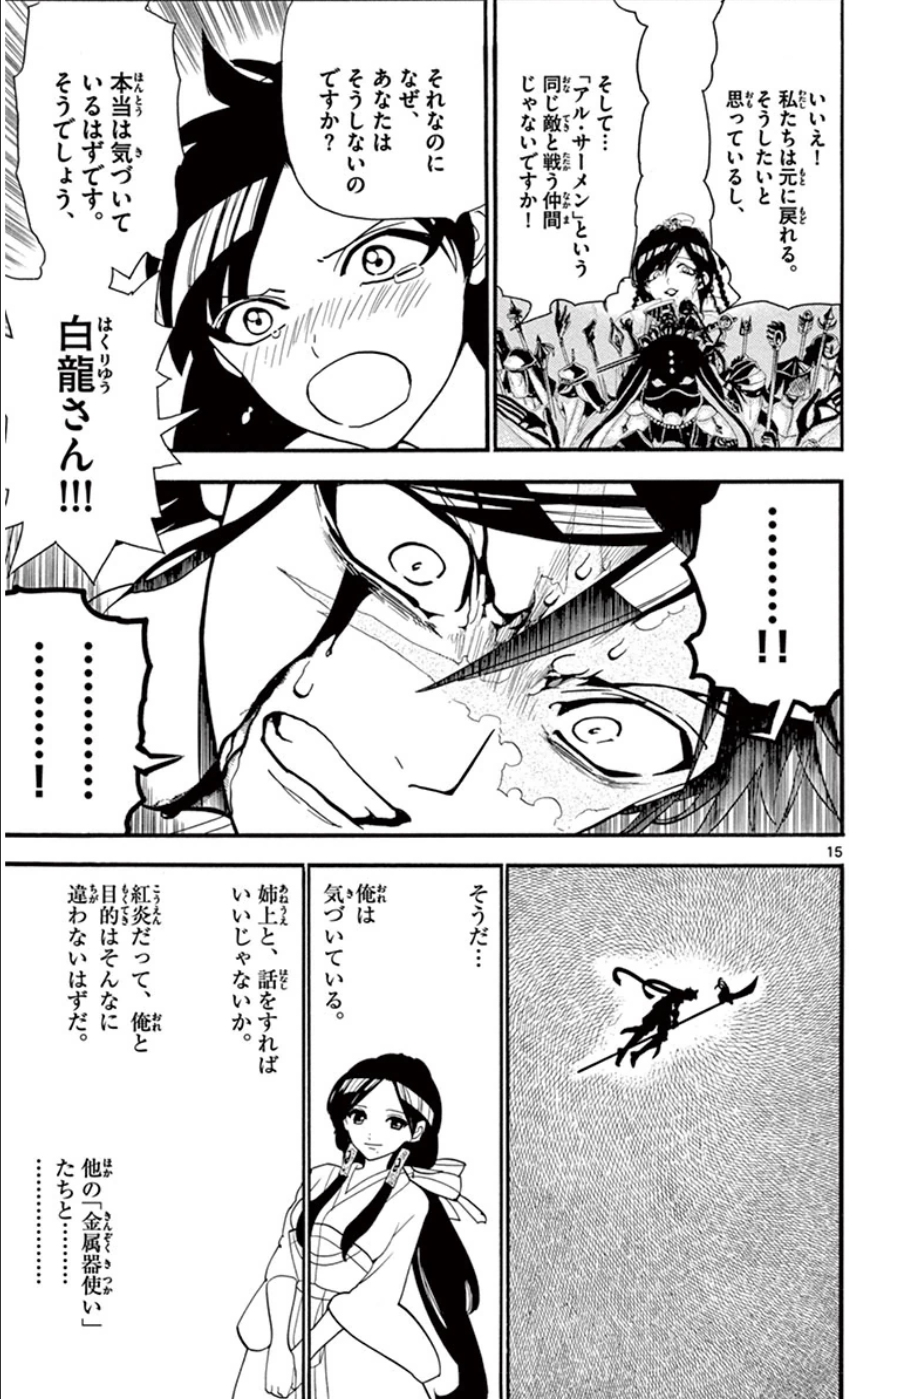 いいえ！
私たちは元に戻れる。
そうしたいと
思っているし、
そして…
「アル・サーメン」という
同じ敵と戦う仲間
じゃないですか！
それなのに
なぜ、
あなたは
そうしないの
ですか？
本当は気づいて
いるはずです。
そうでしょう、
白龍さん!!!
………!!
…………
…………！
15
そうだ…
俺は
気づいている。
姉上と、話をすれば
いいじゃないか。
紅炎だって、俺と
目的はそんなに
違わないはずだ。
他の「金属器使い」
たちと………
…………